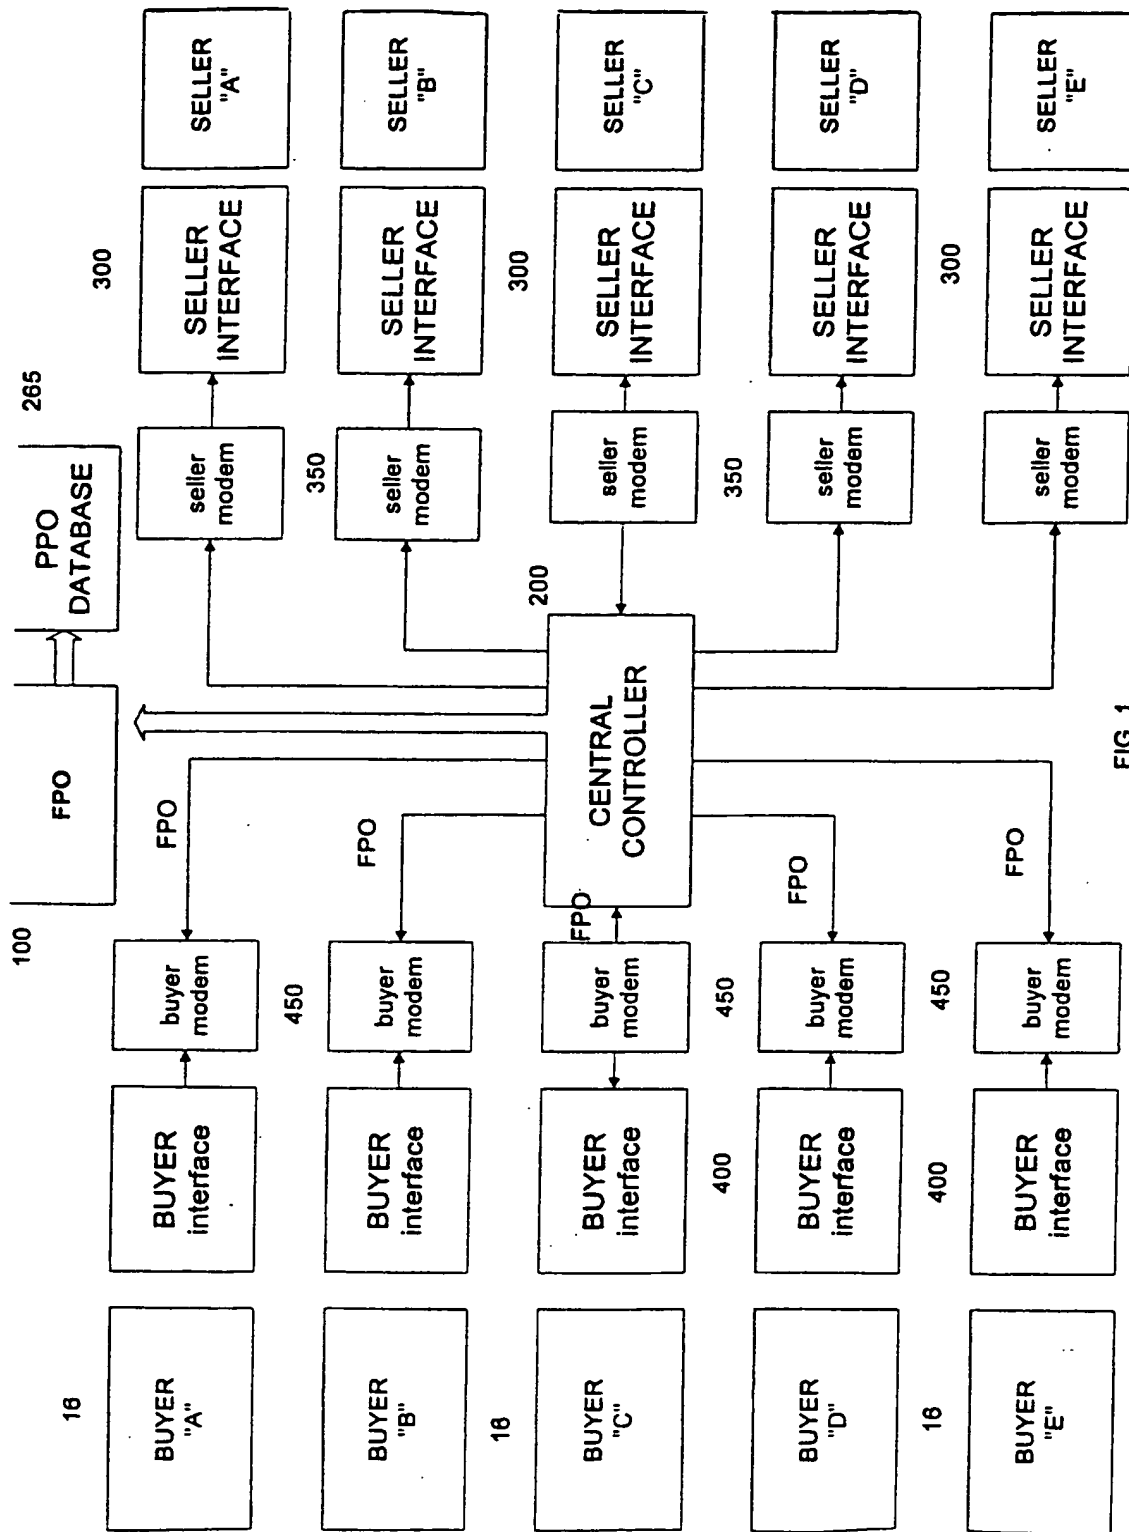 100
FPO
PPO
DATABASE
265
16
BUYER
"A"
BUYER
interface
buyer
modem
FPO
seller
modem
SELLER
INTERFACE
300
SELLER
"A"
450
350
BUYER
"B"
BUYER
interface
buyer
modem
FPO
seller
modem
SELLER
INTERFACE
SELLER
"B"
16
200
300
BUYER
"C"
BUYER
interface
buyer
modem
FPO
CENTRAL
CONTROLLER
seller
modem
SELLER
INTERFACE
SELLER
"C"
400
450
350
BUYER
"D"
BUYER
interface
buyer
modem
FPO
seller
modem
SELLER
INTERFACE
SELLER
"D"
16
400
450
300
BUYER
"E"
BUYER
interface
buyer
modem
FPO
seller
modem
SELLER
INTERFACE
SELLER
"E"
FIG. 1